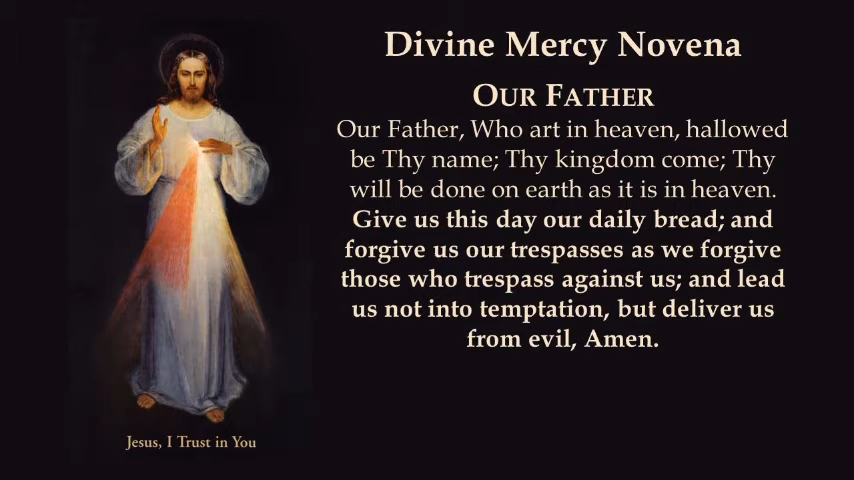 Divine Mercy Novena
OUR FATHER
Our Father, Who art in heaven, hallowed
be Thy name; Thy kingdom come; Thy
will be done on earth as it is in heaven.
Give us this day our daily bread; and
forgive us our trespasses as we forgive
those who trespass against us; and lead
us not into temptation, but deliver us
from evil, Amen.
Jesus, I Trust in You